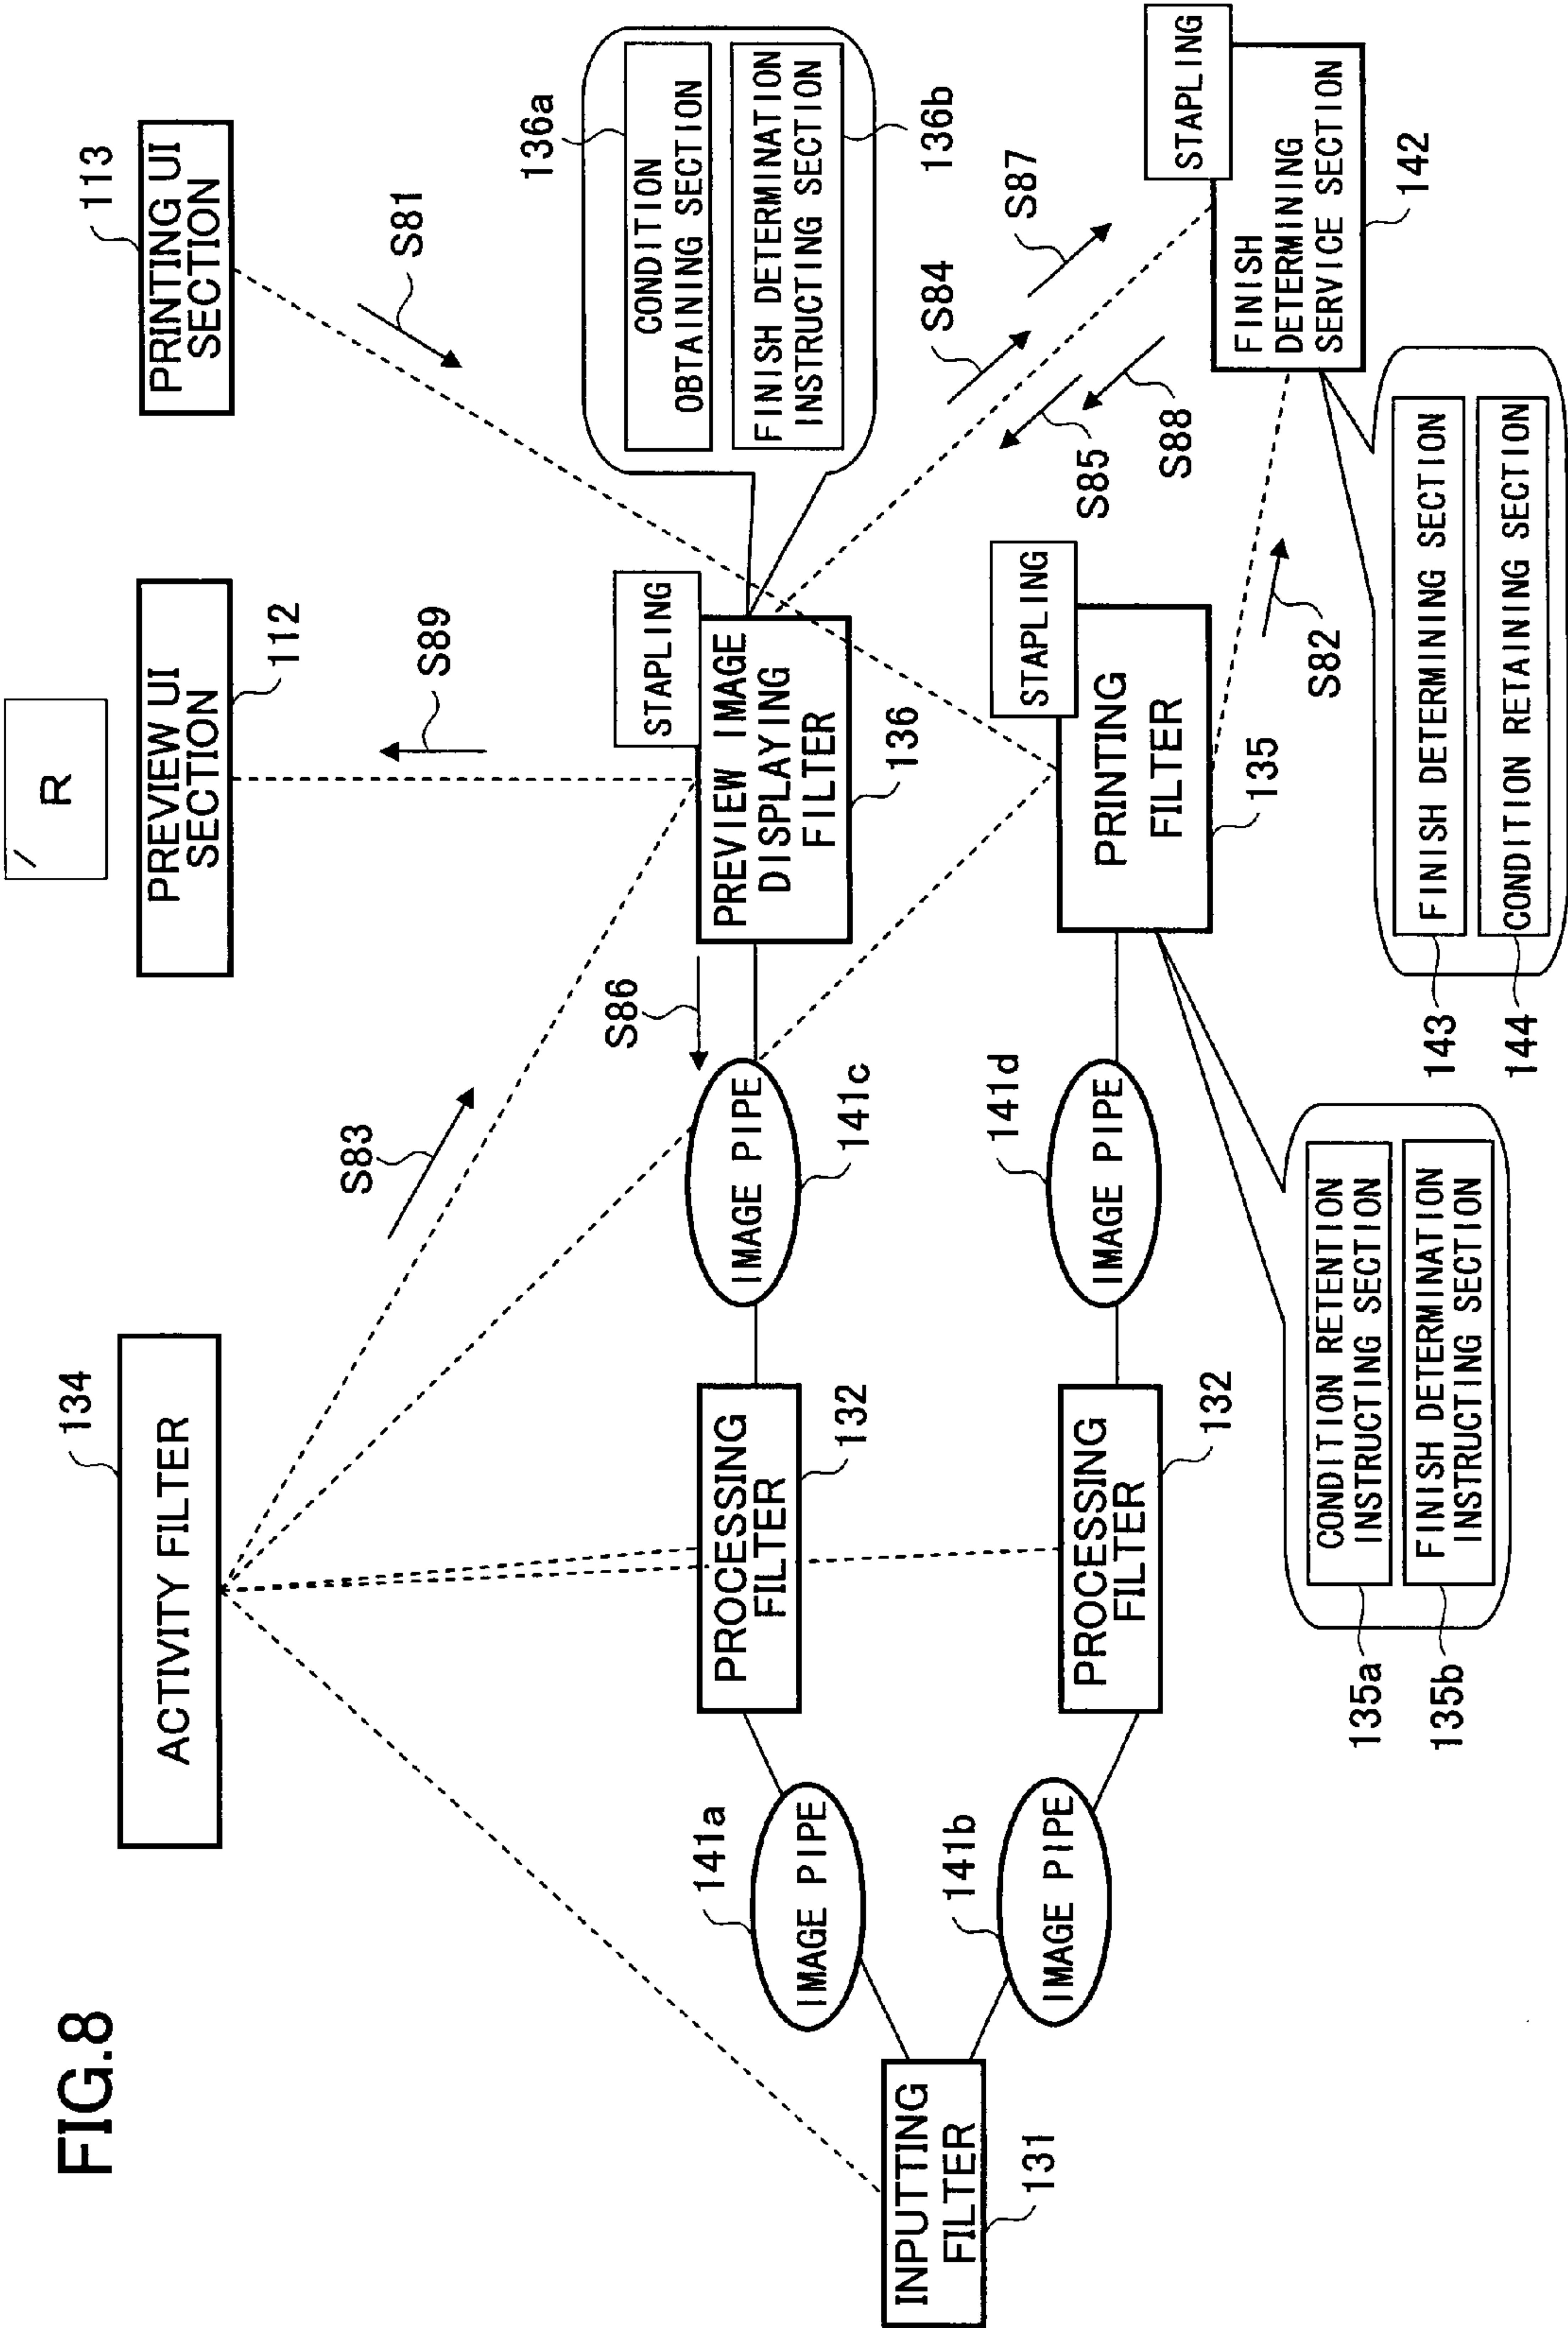 FIG.8
R
PREVIEW UI
SECTION
112
PRINTING UI
SECTION
113
134
ACTIVITY FILTER
S81
S89
S83
136a
CONDITION
OBTAINING SECTION
FINISH DETERMINATION
INSTRUCTING SECTION
136b
STAPLING
PREVIEW IMAGE
DISPLAYING
FILTER
136
S86
IMAGE PIPE
141c
PROCESSING
FILTER
132
141a
IMAGE PIPE
INPUTTING
FILTER
131
141b
IMAGE PIPE
PROCESSING
FILTER
132
141d
IMAGE PIPE
STAPLING
PRINTING
FILTER
135
S84
S87
S85
S88
S82
STAPLING
FINISH
DETERMINING
SERVICE SECTION
142
CONDITION RETENTION
INSTRUCTING SECTION
FINISH DETERMINATION
INSTRUCTING SECTION
135a
135b
FINISH DETERMINING SECTION
CONDITION RETAINING SECTION
143
144